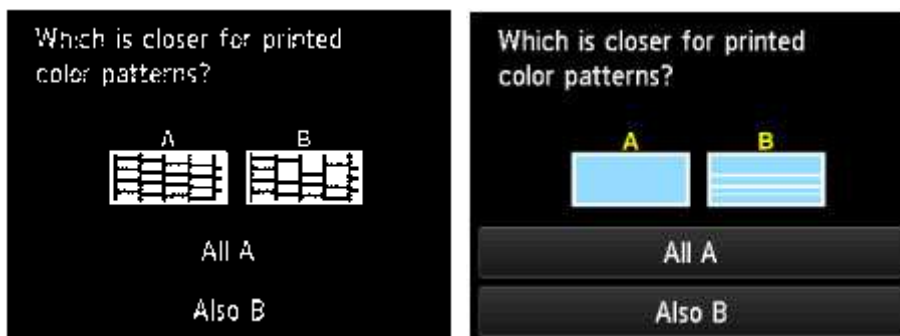 Which is closer for printed
color patterns?
A B
All A
Also B
Which is closer for printed
color patterns?
A B
All A
Also B